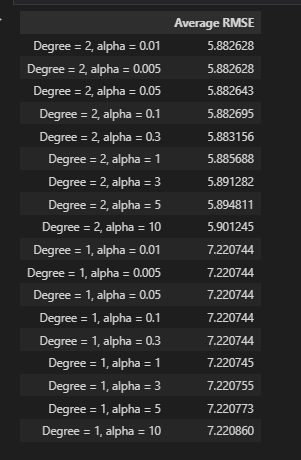 Average RMSE
Degree = 2, alpha = 0.01 5.882628
Degree = 2, alpha = 0.005 5.882628
Degree = 2, alpha = 0.05 5.882643
Degree = 2, alpha = 0.1 5.882695
Degree = 2, alpha = 0.3 5.883156
Degree = 2, alpha = 1 5.885688
Degree = 2, alpha = 3 5.891282
Degree = 2, alpha = 5 5.894811
Degree = 2, alpha = 10 5.901245
Degree = 1, alpha = 0.01 7.220744
Degree = 1, alpha = 0.005 7.220744
Degree = 1, alpha = 0.05 7.220744
Degree = 1, alpha = 0.1 7.220744
Degree = 1, alpha = 0.3 7.220744
Degree = 1, alpha = 1 7.220745
Degree = 1, alpha = 3 7.220755
Degree = 1, alpha = 5 7.220773
Degree = 1, alpha = 10 7.220860